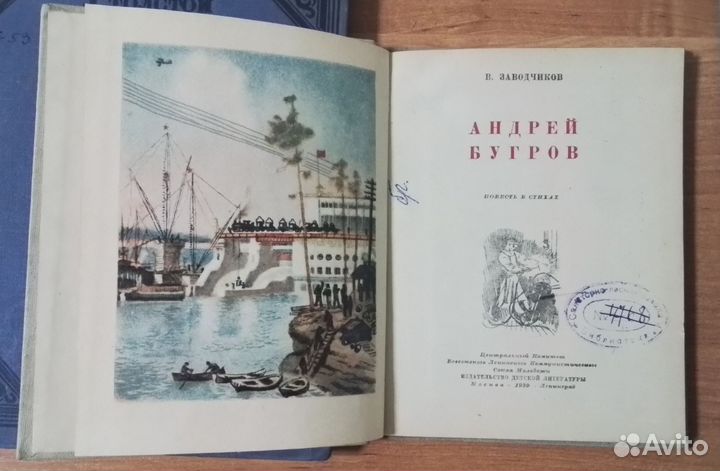 53
В. ЗАВОДЧИКОВ
АНДРЕЙ
БУГРОВ
ПОВЕСТЬ В СТИХАХ
Центральный Комитет
Всесоюзного Ленинского Коммунистического
Союза Молодежи
ИЗДАТЕЛЬСТВО ДЕТСКОЙ ЛИТЕРАТУРЫ
Москва - 1939 - Ленинград
Avito